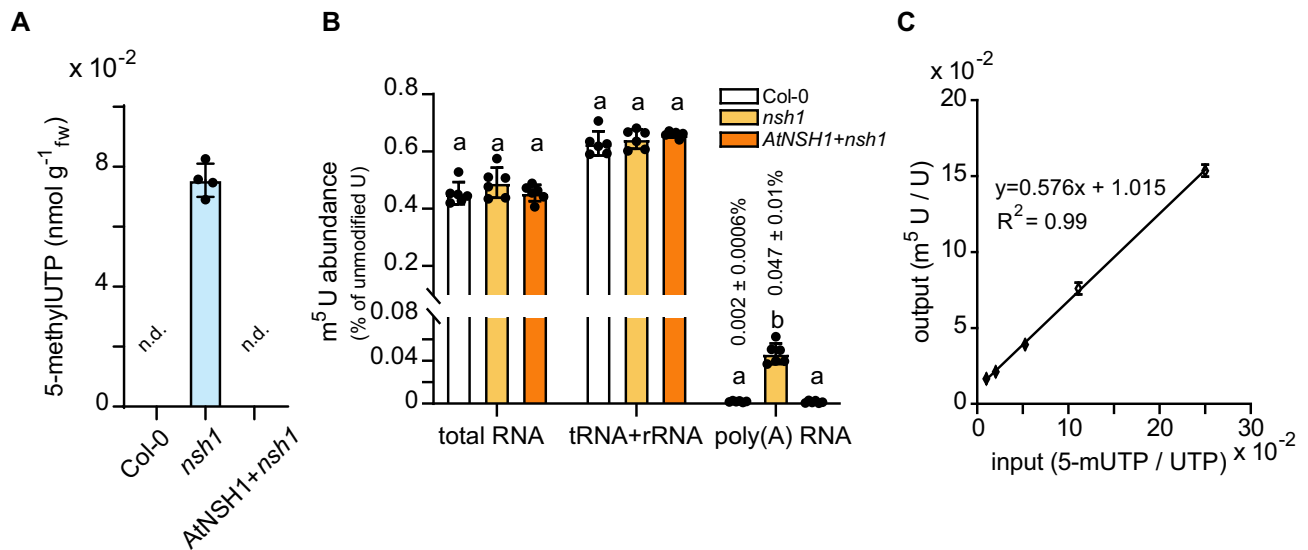 A
x 10-2
5-methylUTP (nmol g-1 fw)
8
4
0
n.d.
n.d.
Col-0
nsh1
AtNSH1+nsh1
B
m5 U abundance
(% of unmodified U)
0.8
0.6
0.4
0.2
0.08
0.04
0
a
a
a
a
a
a
a
b
a
0.002 ± 0.0006%
0.047 ± 0.01%
Col-0
nsh1
AtNSH1+nsh1
total RNA
tRNA+rRNA
poly(A) RNA
C
x 10-2
output (m5 U / U)
20
15
10
5
0
y=0.576x + 1.015
R2 = 0.99
0
10
20
30
x 10-2
input (5-mUTP / UTP)